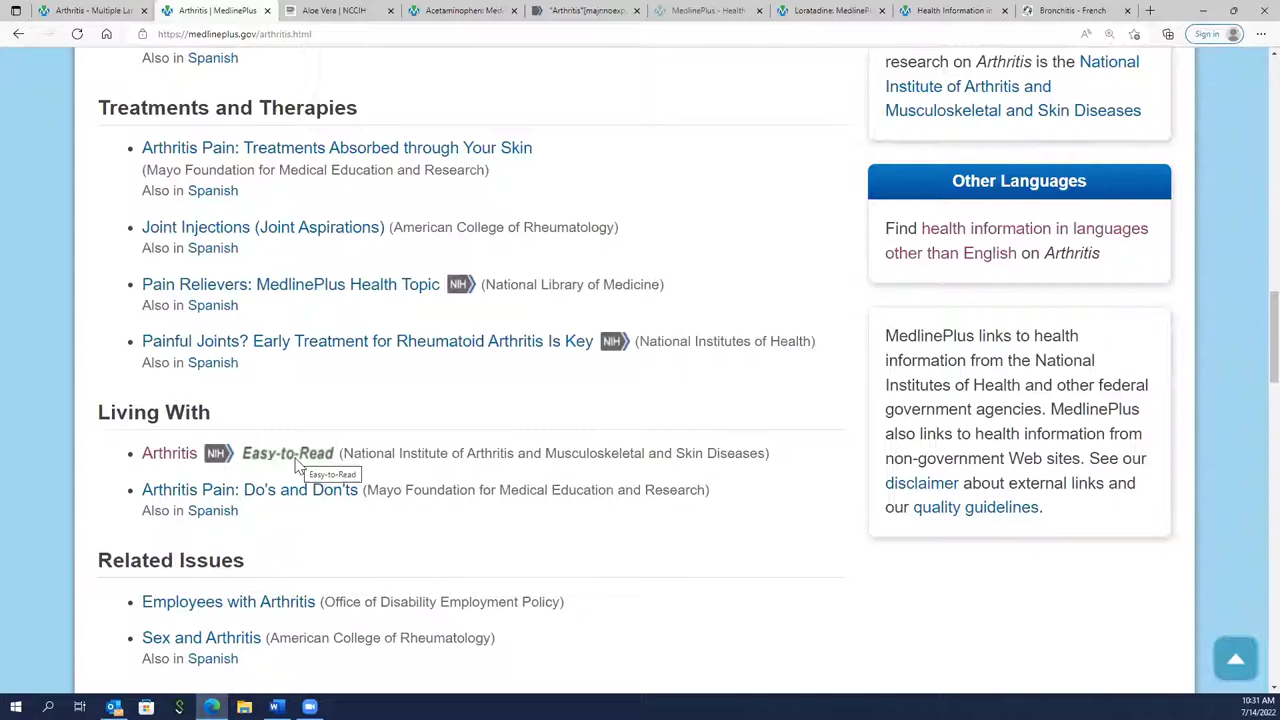 Arthritis - Multiple La
Arthritis | MedlinePlus
Aloe Vera | NCCIH
Acetaminophen: Med
"Arthritis"[majr:noexp
MedlinePlus - Health
Loratadine: MedlineP
Health Information in
Bronchitis - French
https://medlineplus.gov/arthritis.html
Sign in
Also in Spanish
Treatments and Therapies
Arthritis Pain: Treatments Absorbed through Your Skin
(Mayo Foundation for Medical Education and Research)
Also in Spanish
Joint Injections (Joint Aspirations) (American College of Rheumatology)
Also in Spanish
Pain Relievers: MedlinePlus Health Topic NIH (National Library of Medicine)
Also in Spanish
Painful Joints? Early Treatment for Rheumatoid Arthritis Is Key NIH (National Institutes of Health)
Also in Spanish
Living With
Arthritis NIH Easy-to-Read (National Institute of Arthritis and Musculoskeletal and Skin Diseases)
Easy-to-Read
Arthritis Pain: Do's and Don'ts (Mayo Foundation for Medical Education and Research)
Also in Spanish
Related Issues
Employees with Arthritis (Office of Disability Employment Policy)
Sex and Arthritis (American College of Rheumatology)
Also in Spanish
research on Arthritis is the National
Institute of Arthritis and
Musculoskeletal and Skin Diseases
Other Languages
Find health information in languages
other than English on Arthritis
MedlinePlus links to health
information from the National
Institutes of Health and other federal
government agencies. MedlinePlus
also links to health information from
non-government Web sites. See our
disclaimer about external links and
our quality guidelines.
10:31 AM
7/14/2022